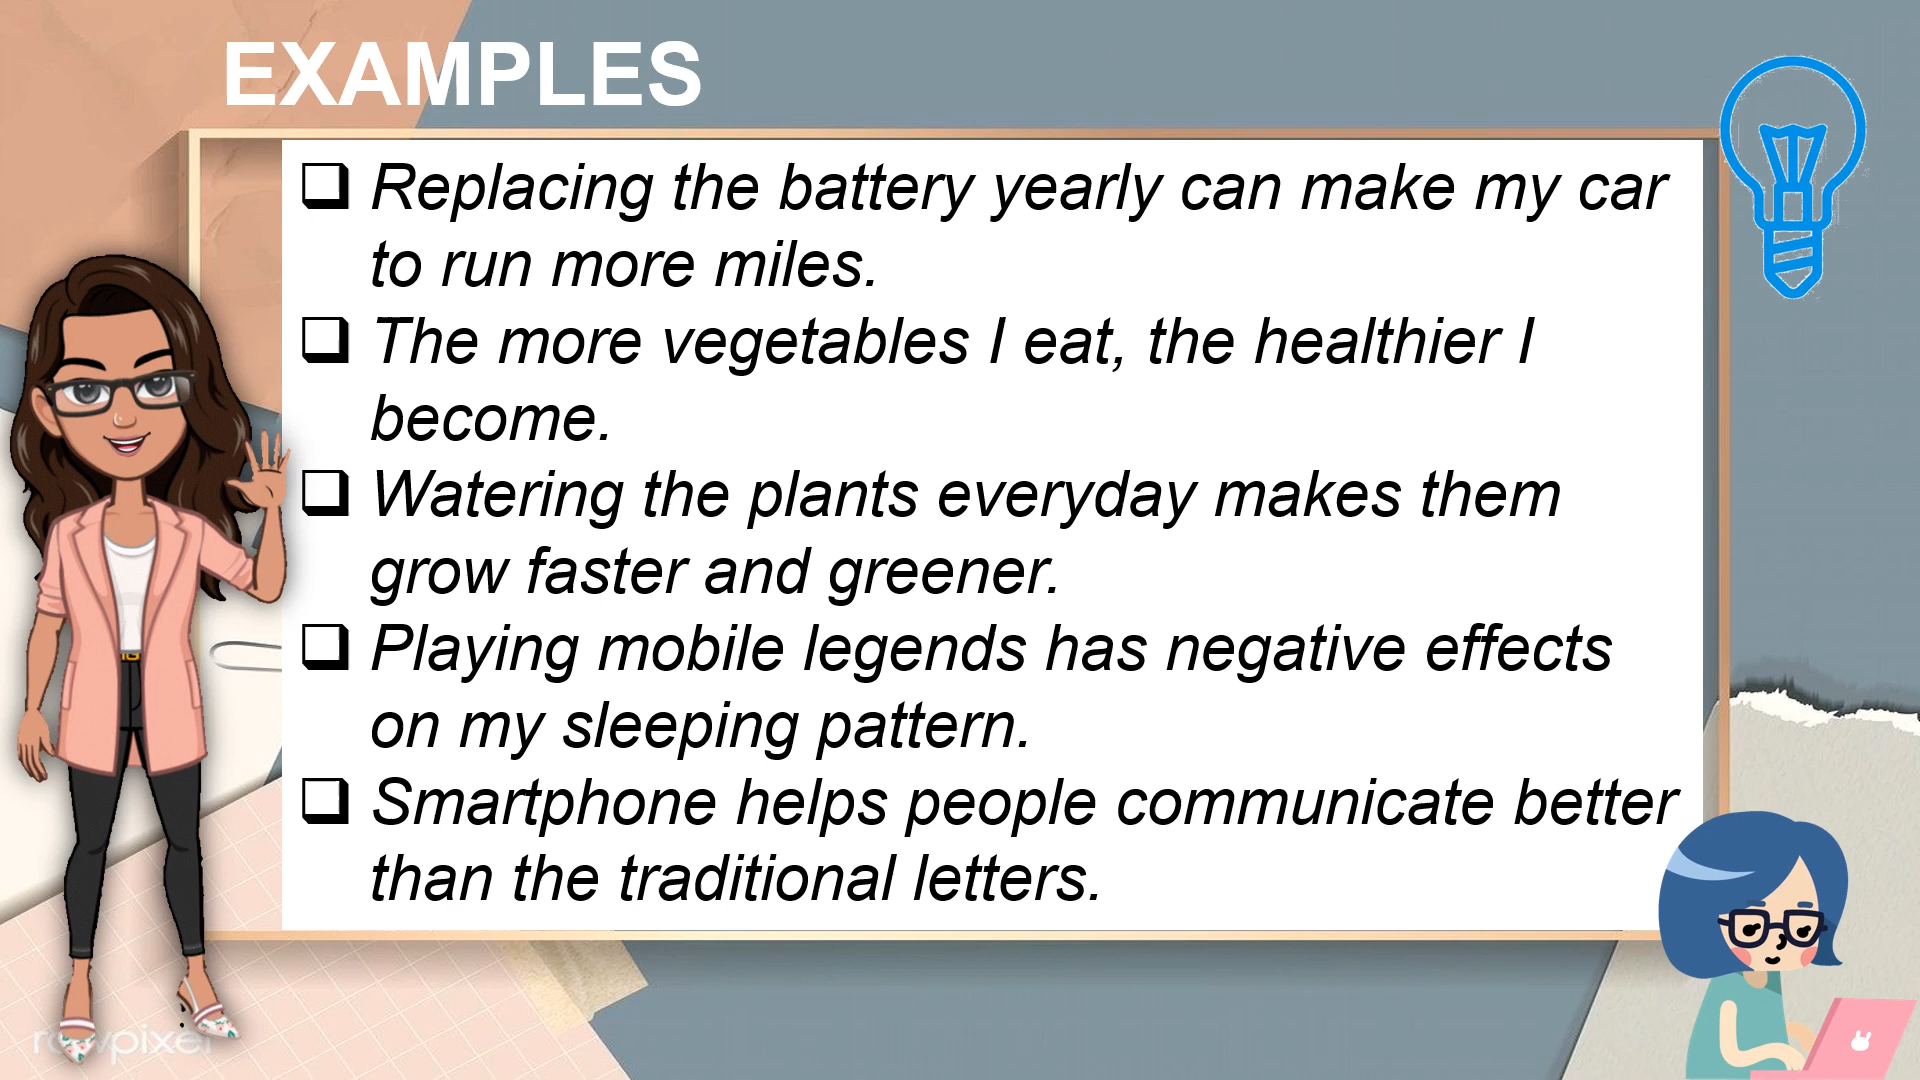 EXAMPLES
❑ Replacing the battery yearly can make my car
to run more miles.
❑ The more vegetables I eat, the healthier I
become.
❑ Watering the plants everyday makes them
grow faster and greener.
❑ Playing mobile legends has negative effects
on my sleeping pattern.
❑ Smartphone helps people communicate better
than the traditional letters.
rawpixel